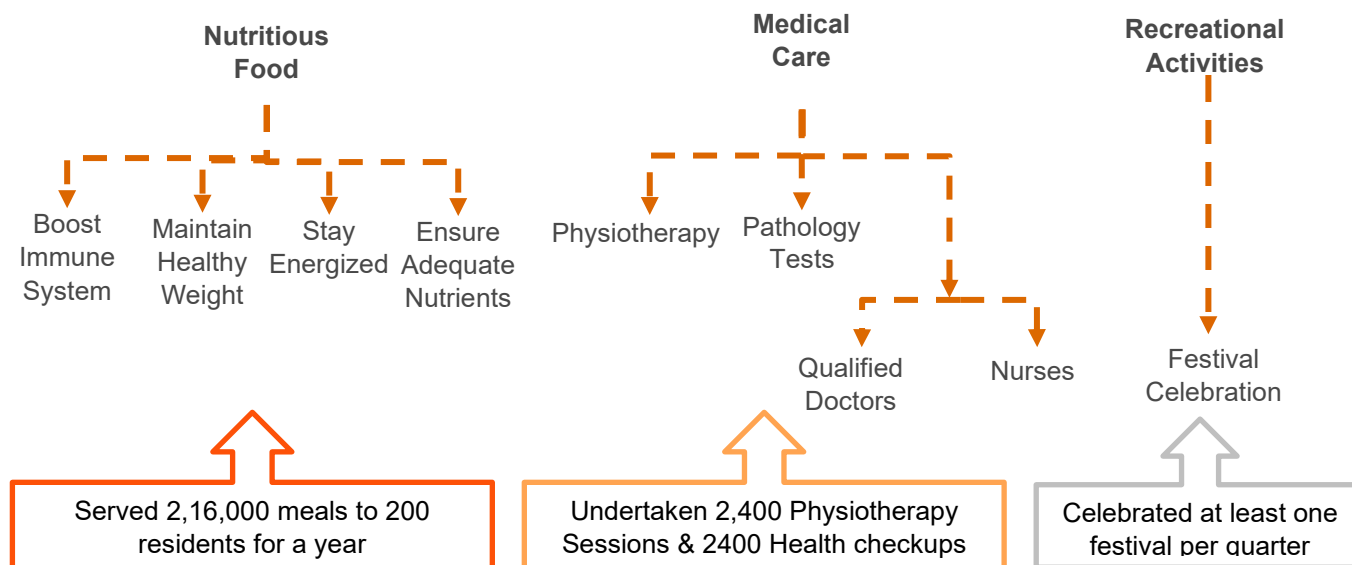 Nutritious
Food
Medical
Care
Recreational
Activities
Boost
Immune
System
Maintain
Healthy
Weight
Stay
Energized
Ensure
Adequate
Nutrients
Physiotherapy
Pathology
Tests
Qualified
Doctors
Nurses
Festival
Celebration
Served 2,16,000 meals to 200
residents for a year
Undertaken 2,400 Physiotherapy
Sessions & 2400 Health checkups
Celebrated at least one
festival per quarter